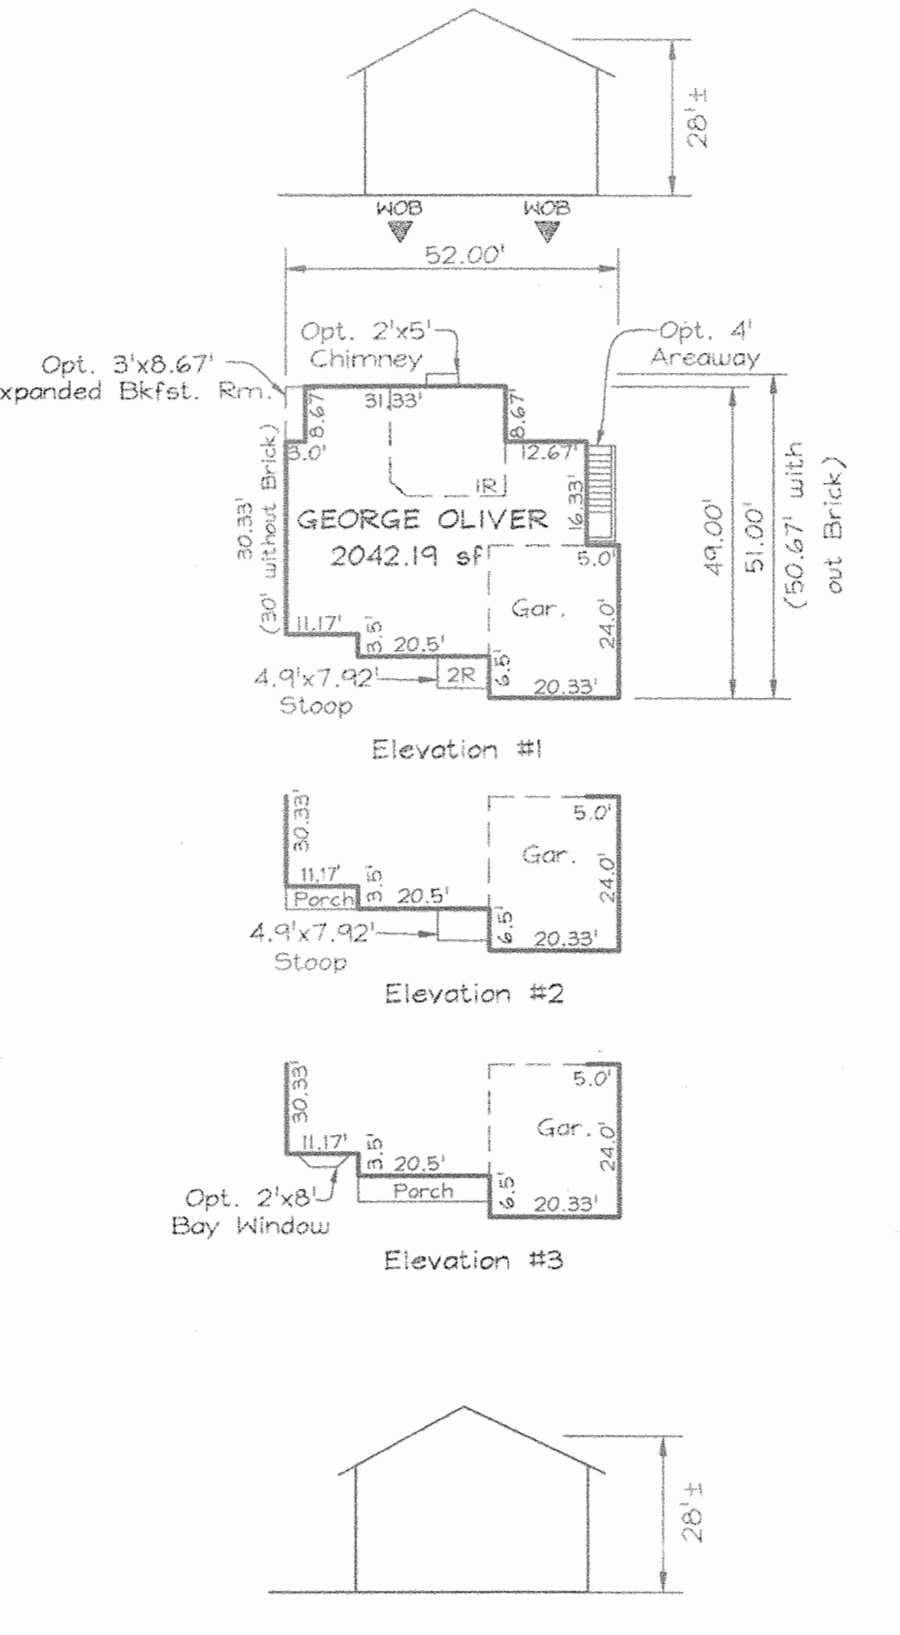 28'±
WOB WOB
52.00'
Opt. 2'x5'
Chimney
Opt. 4'
Areaway
Opt. 3'x8.67'
xpanded Bkfst. Rm.
31.33'
8.67'
8.67'
3.0'
12.67'
1R
16.33'
30.33'
(30' without Brick)
GEORGE OLIVER
2042.19 sf
5.0'
Gar.
24.0'
49.00'
51.00'
(50.67' with
out Brick)
11.17'
3.5'
20.5'
4.9'x7.92'
Stoop
2R
6.5'
20.33'
Elevation #1
30.33'
5.0'
Gar.
24.0'
11.17'
Porch
3.5'
20.5'
4.9'x7.92'
Stoop
6.5'
20.33'
Elevation #2
30.33'
5.0'
Gar.
24.0'
11.17'
3.5'
20.5'
Opt. 2'x8'
Bay Window
Porch
6.5'
20.33'
Elevation #3
28'±